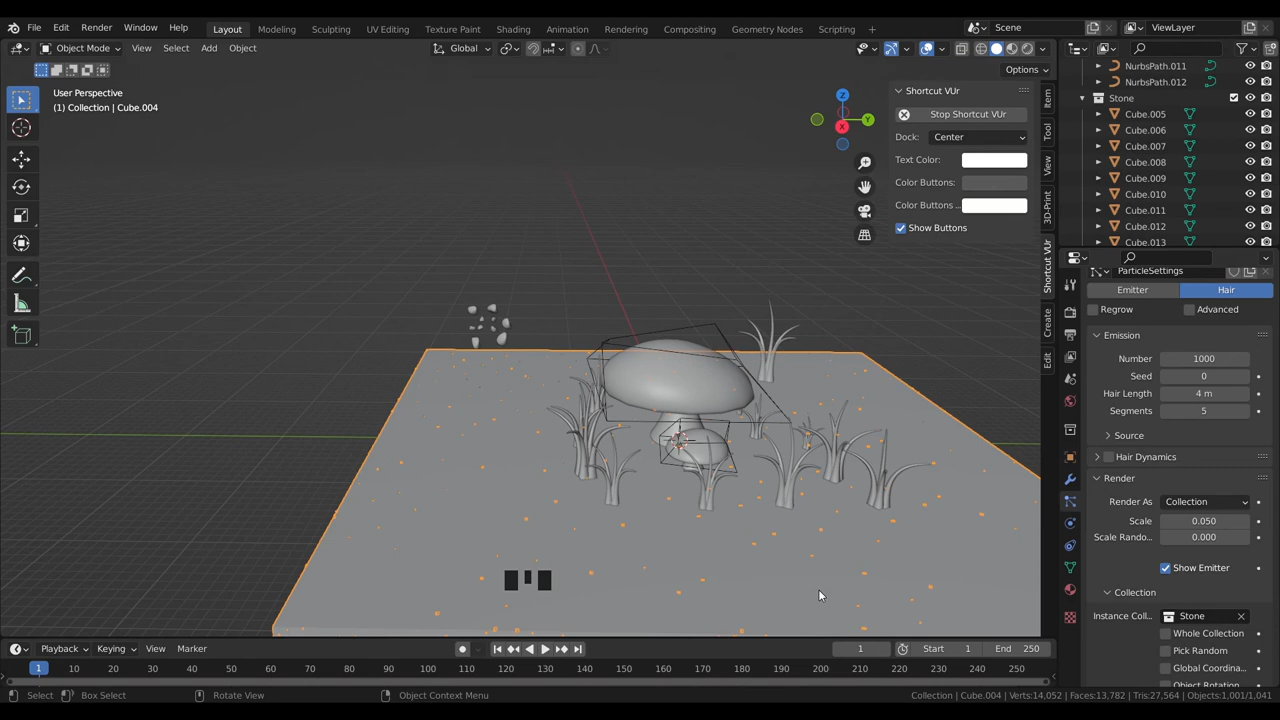 File Edit Render Window Help Layout Modeling Sculpting UV Editing Texture Paint Shading Animation Rendering Compositing Geometry Nodes Scripting + Scene ViewLayer
Object Mode View Select Add Object Global
Options
User Perspective
(1) Collection | Cube.004
Z
Y
X
Shortcut VUr
Stop Shortcut VUr
Dock: Center
Text Color:
Color Buttons:
Color Buttons ..
Show Buttons
Item
Tool
View
3D-Print
Shortcut VUr
Create
Edit
NurbsPath.011
NurbsPath.012
Stone
Cube.005
Cube.006
Cube.007
Cube.008
Cube.009
Cube.010
Cube.011
Cube.012
Cube.013
ParticleSettings
Emitter Hair
Regrow Advanced
Emission
Number 1000
Seed 0
Hair Length 4 m
Segments 5
Source
Hair Dynamics
Render
Render As Collection
Scale 0.050
Scale Rando... 0.000
Show Emitter
Collection
Instance Coll.. Stone
Whole Collection
Pick Random
Global Coordina...
Object Rotation
Playback Keying View Marker 1 Start 1 End 250
1 10 20 30 40 50 60 70 80 90 100 110 120 130 140 150 160 170 180 190 200 210 220 230 240 250
Select Box Select Rotate View Object Context Menu Collection | Cube.004 | Verts:14,052 | Faces:13,782 | Tris:27,564 | Objects:1,001/1,041